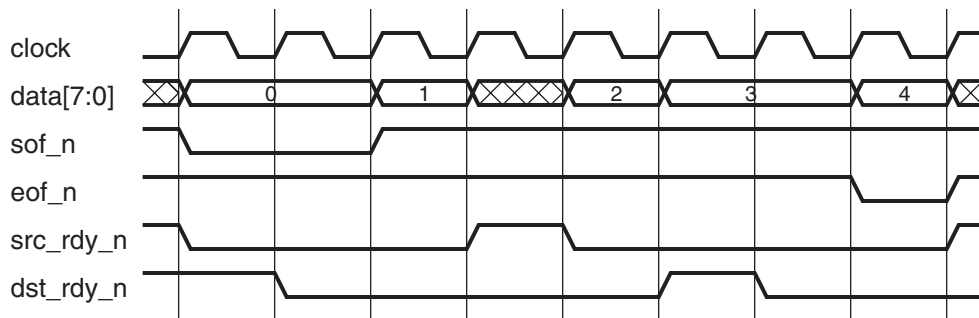 clock
data[7:0] 0 1 2 3 4
sof_n
eof_n
src_rdy_n
dst_rdy_n